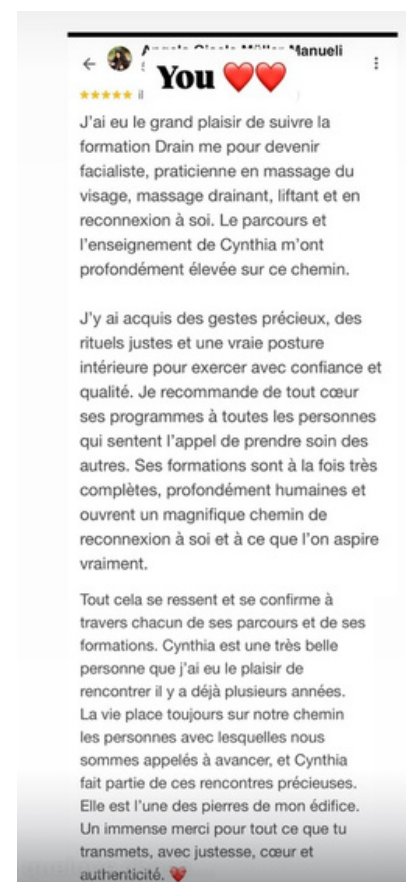 Manueli
You ❤️❤️
J'ai eu le grand plaisir de suivre la
formation Drain me pour devenir
facialiste, praticienne en massage du
visage, massage drainant, liftant et en
reconnexion à soi. Le parcours et
l'enseignement de Cynthia m'ont
profondément élevée sur ce chemin.
J'y ai acquis des gestes précieux, des
rituels justes et une vraie posture
intérieure pour exercer avec confiance et
qualité. Je recommande de tout cœur
ses programmes à toutes les personnes
qui sentent l'appel de prendre soin des
autres. Ses formations sont à la fois très
complètes, profondément humaines et
ouvrent un magnifique chemin de
reconnexion à soi et à ce que l'on aspire
vraiment.
Tout cela se ressent et se confirme à
travers chacun de ses parcours et de ses
formations. Cynthia est une très belle
personne que j'ai eu le plaisir de
rencontrer il y a déjà plusieurs années.
La vie place toujours sur notre chemin
les personnes avec lesquelles nous
sommes appelés à avancer, et Cynthia
fait partie de ces rencontres précieuses.
Elle est l'une des pierres de mon édifice.
Un immense merci pour tout ce que tu
transmets, avec justesse, cœur et
authenticité. ❤️